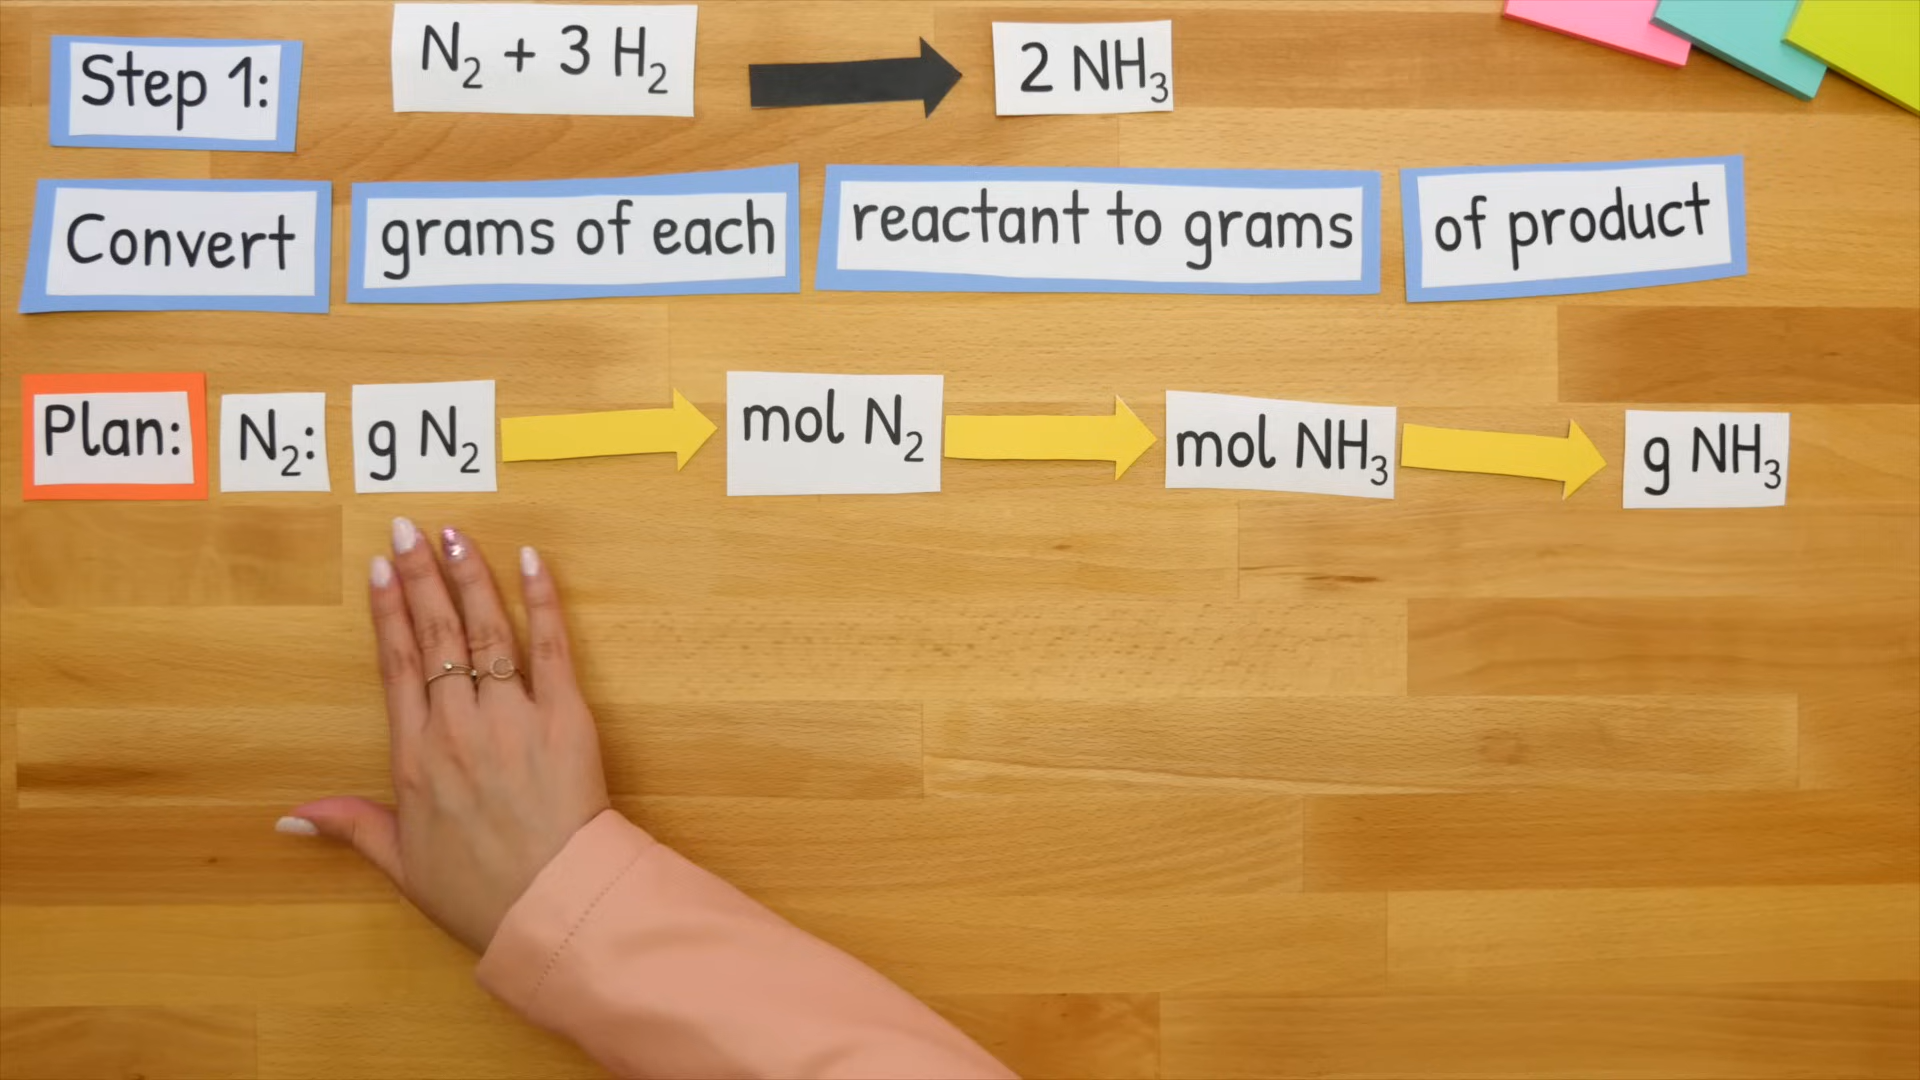 Step 1: N₂ + 3 H₂ 2 NH₃
Convert grams of each reactant to grams of product
Plan: N₂: g N₂ mol N₂ mol NH₃ g NH₃